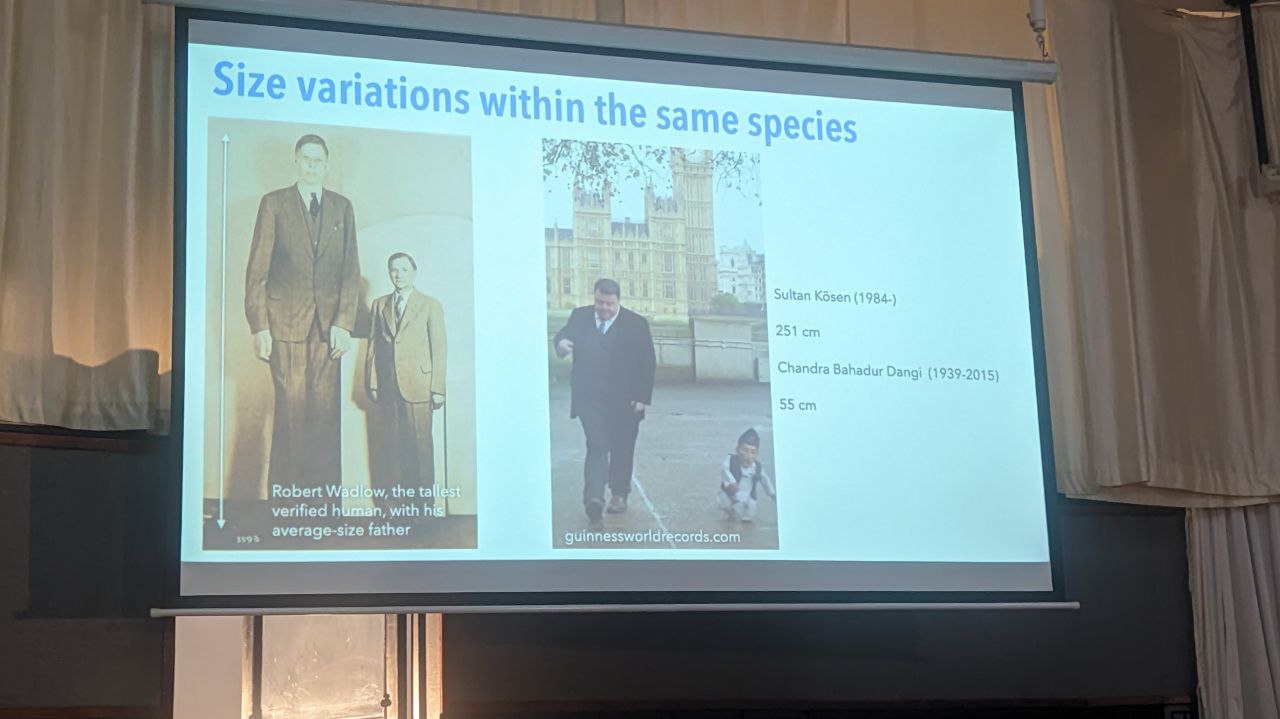 Size variations within the same species
Robert Wadlow, the tallest
verified human, with his
average-size father
3593
guinnessworldrecords.com
Sultan Kösen (1984-)
251 cm
Chandra Bahadur Dangi (1939-2015)
55 cm